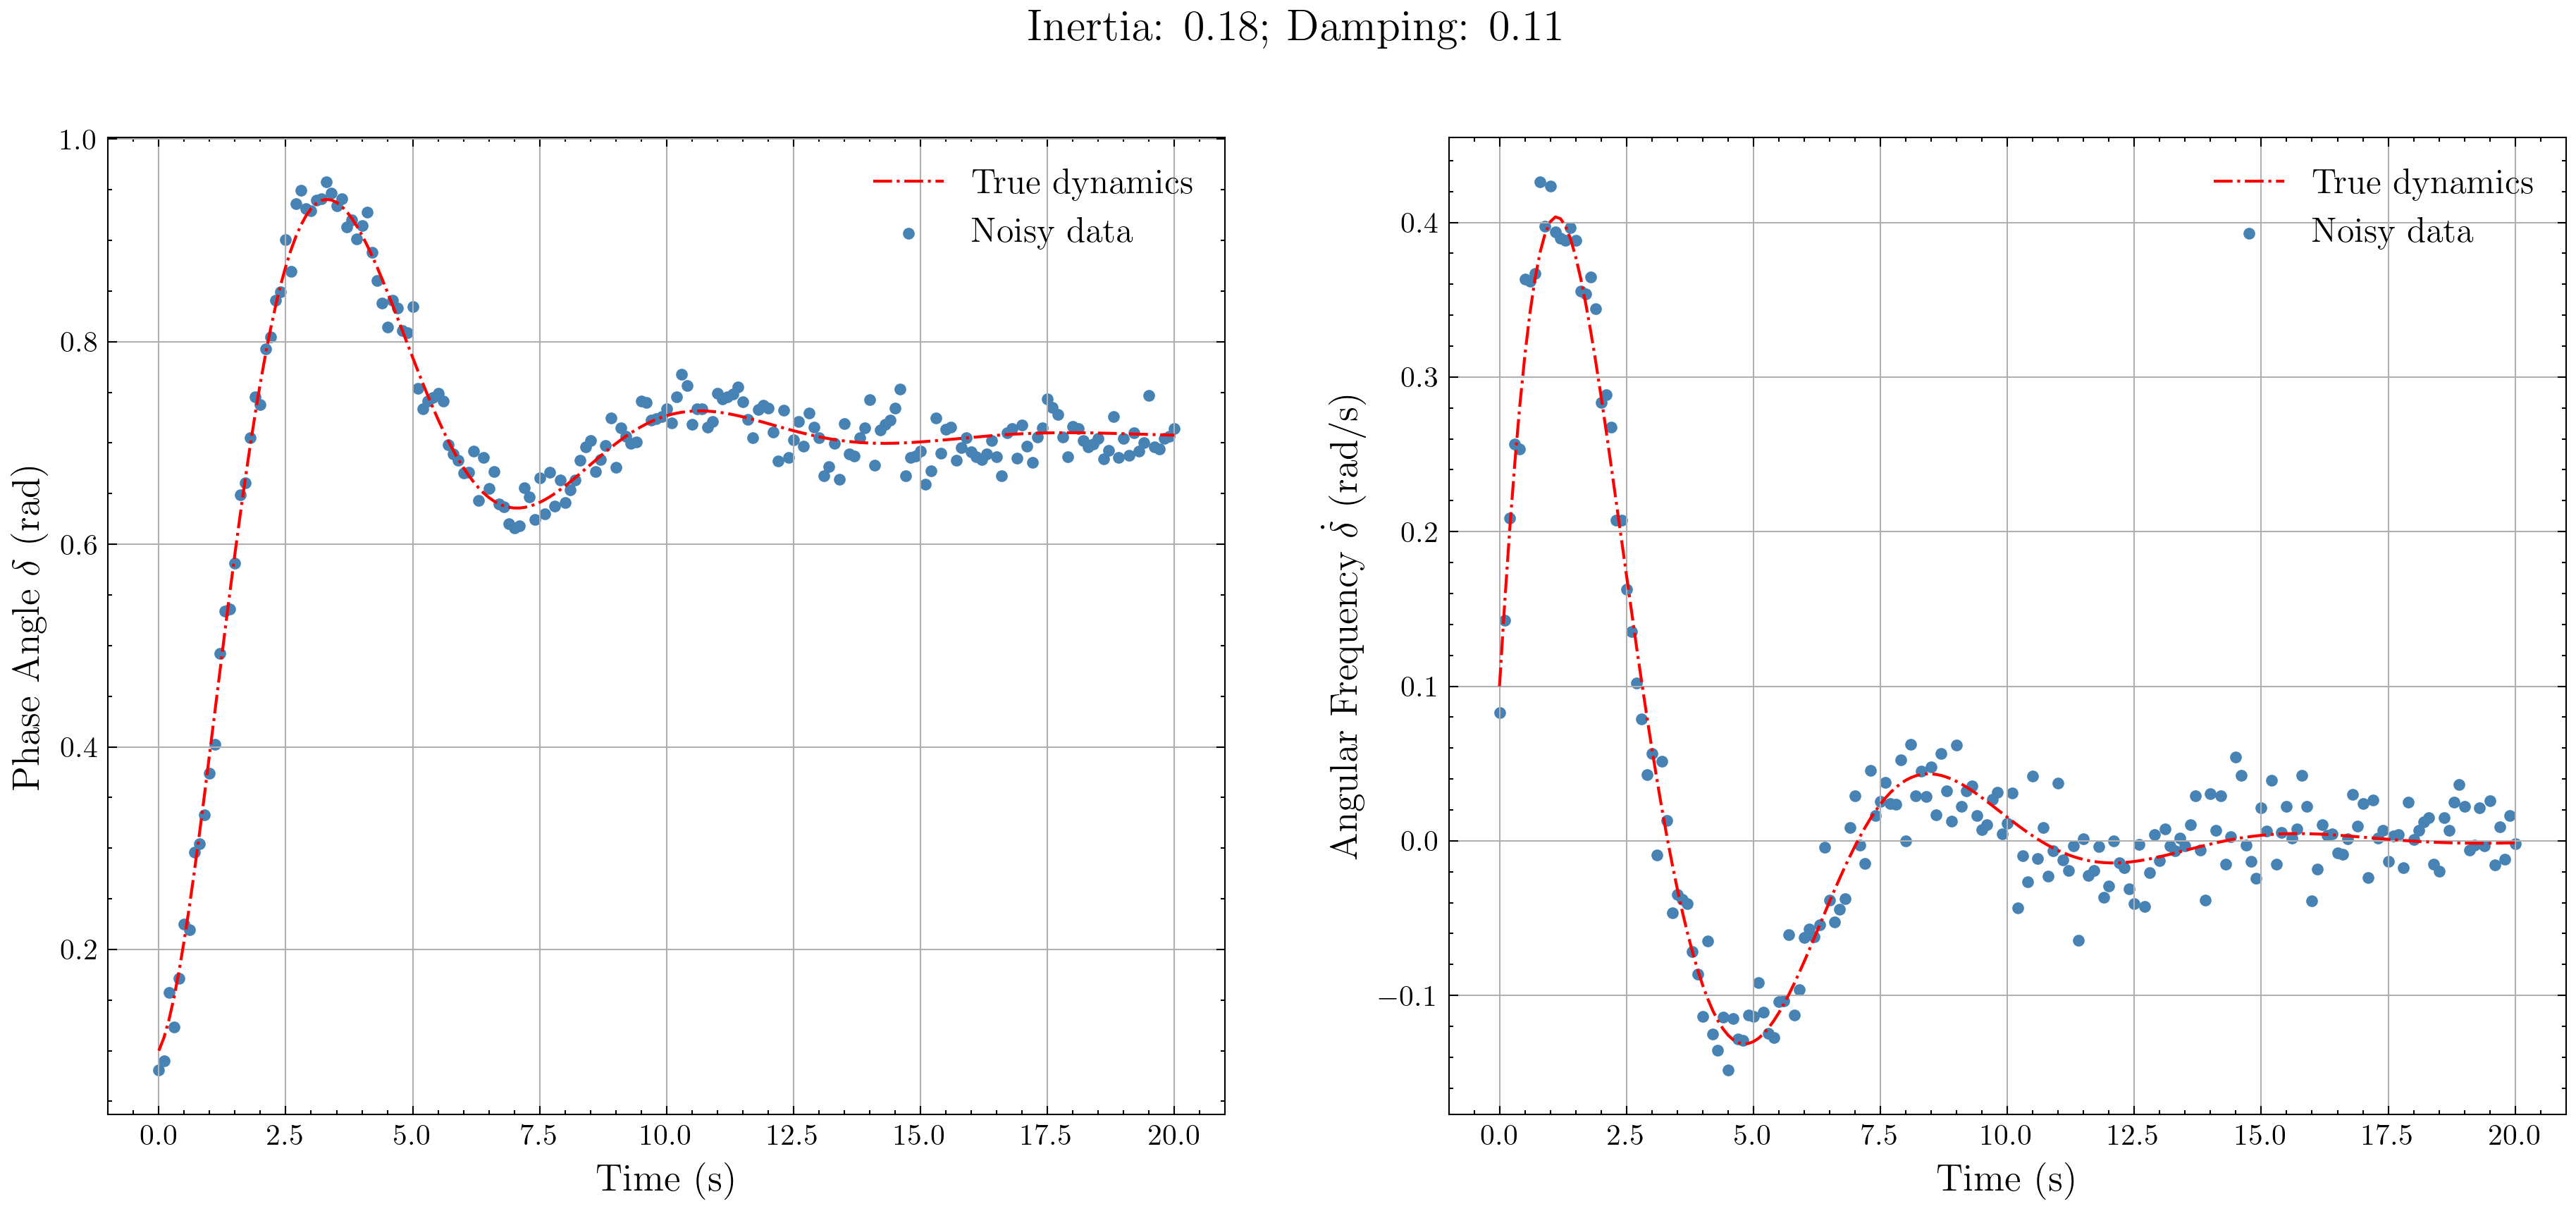 Inertia: 0.18; Damping: 0.11
1.0
0.8
0.6
0.4
0.2
Phase Angle δ (rad)
True dynamics
Noisy data
0.0 2.5 5.0 7.5 10.0 12.5 15.0 17.5 20.0
Time (s)
0.4
0.3
0.2
0.1
0.0
−0.1
Angular Frequency δ̇ (rad/s)
True dynamics
Noisy data
0.0 2.5 5.0 7.5 10.0 12.5 15.0 17.5 20.0
Time (s)